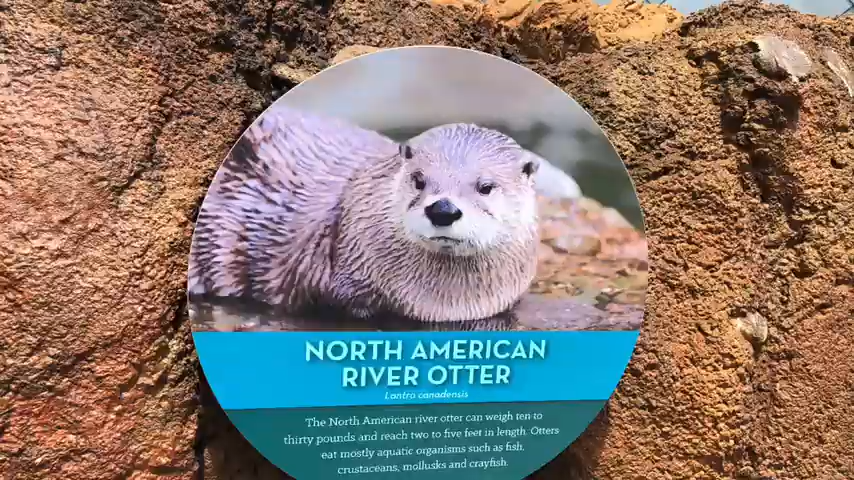 NORTH AMERICAN
RIVER OTTER
Lontra canadensis
The North American river otter can weigh ten to
thirty pounds and reach two to five feet in length. Otters
eat mostly aquatic organisms such as fish,
crustaceans, mollusks and crayfish.